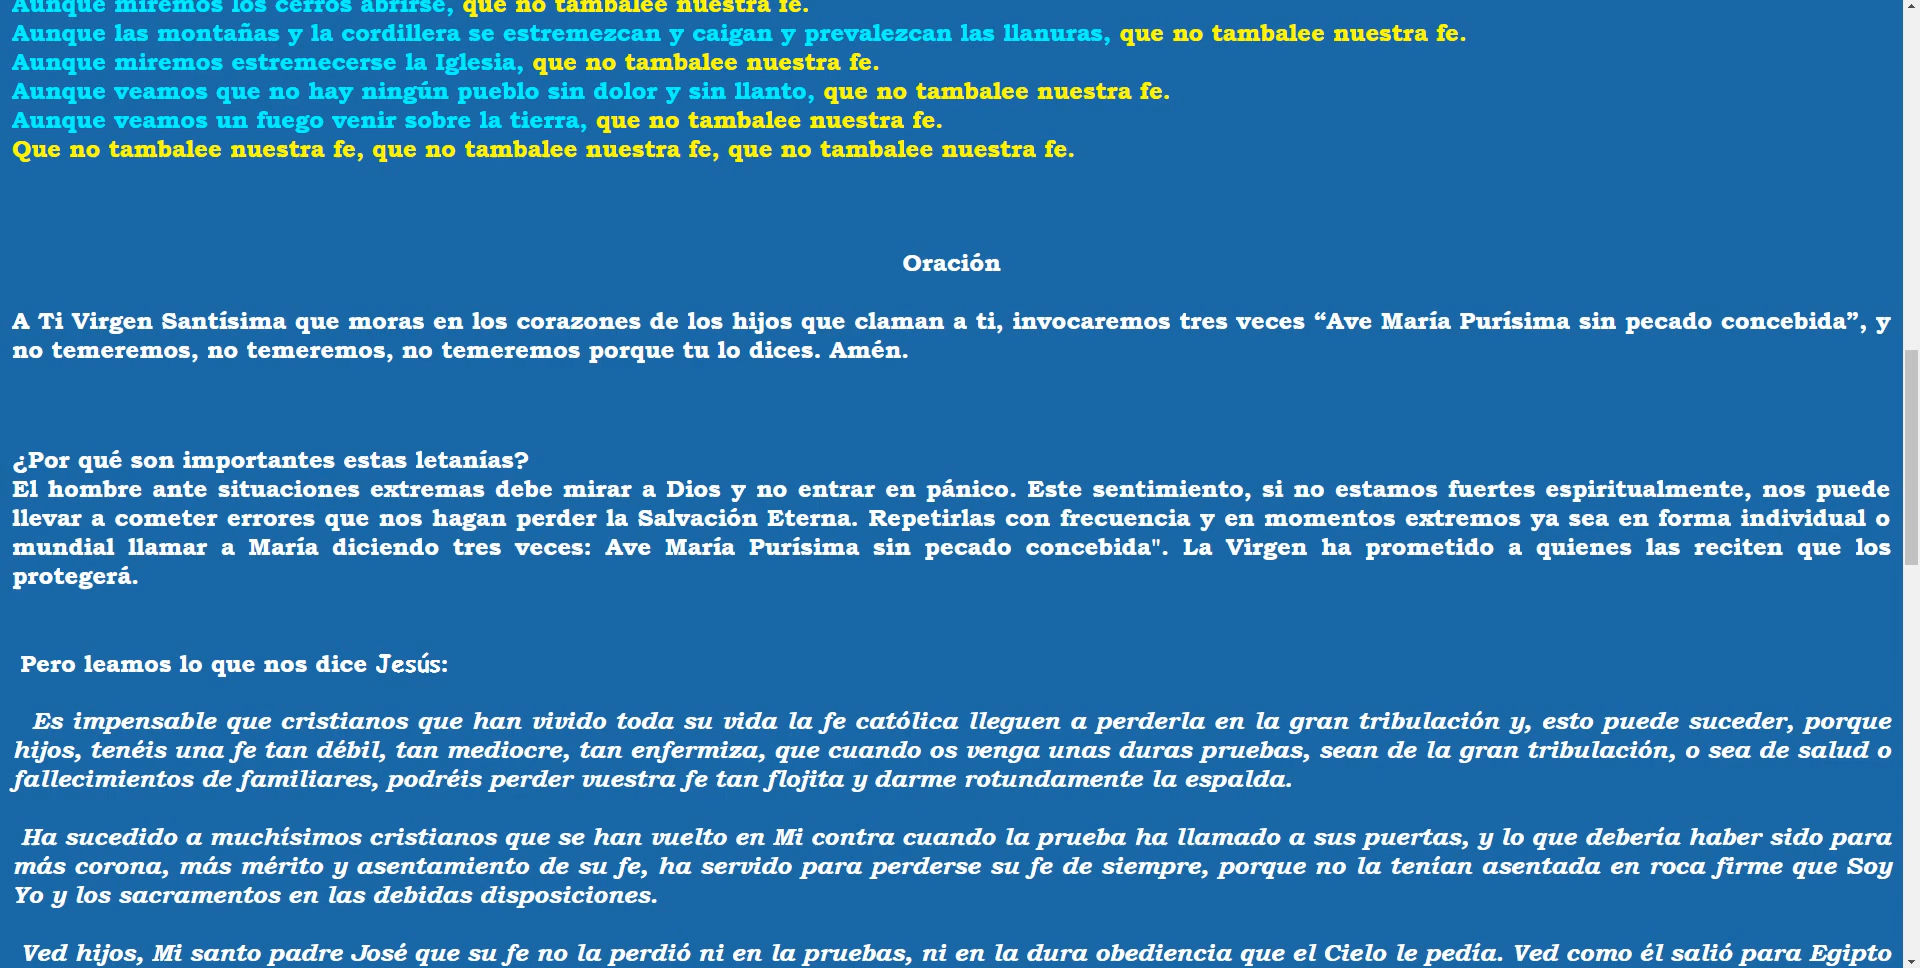 Aunque miremos los cerros abrirse, que no tambalee nuestra fe.
Aunque las montañas y la cordillera se estremezcan y caigan y prevalezcan las llanuras, que no tambalee nuestra fe.
Aunque miremos estremecerse la Iglesia, que no tambalee nuestra fe.
Aunque veamos que no hay ningún pueblo sin dolor y sin llanto, que no tambalee nuestra fe.
Aunque veamos un fuego venir sobre la tierra, que no tambalee nuestra fe.
Que no tambalee nuestra fe, que no tambalee nuestra fe, que no tambalee nuestra fe.
Oración
A Ti Virgen Santísima que moras en los corazones de los hijos que claman a ti, invocaremos tres veces “Ave María Purísima sin pecado concebida”, y
no temeremos, no temeremos, no temeremos porque tu lo dices. Amén.
¿Por qué son importantes estas letanías?
El hombre ante situaciones extremas debe mirar a Dios y no entrar en pánico. Este sentimiento, si no estamos fuertes espiritualmente, nos puede
llevar a cometer errores que nos hagan perder la Salvación Eterna. Repetirlas con frecuencia y en momentos extremos ya sea en forma individual o
mundial llamar a María diciendo tres veces: Ave María Purísima sin pecado concebida". La Virgen ha prometido a quienes las reciten que los
protegerá.
Pero leamos lo que nos dice Jesús:
Es impensable que cristianos que han vivido toda su vida la fe católica lleguen a perderla en la gran tribulación y, esto puede suceder, porque
hijos, tenéis una fe tan débil, tan mediocre, tan enfermiza, que cuando os venga unas duras pruebas, sean de la gran tribulación, o sea de salud o
fallecimientos de familiares, podréis perder vuestra fe tan flojita y darme rotundamente la espalda.
Ha sucedido a muchísimos cristianos que se han vuelto en Mi contra cuando la prueba ha llamado a sus puertas, y lo que debería haber sido para
más corona, más mérito y asentamiento de su fe, ha servido para perderse su fe de siempre, porque no la tenían asentada en roca firme que Soy
Yo y los sacramentos en las debidas disposiciones.
Ved hijos, Mi santo padre José que su fe no la perdió ni en la pruebas, ni en la dura obediencia que el Cielo le pedía. Ved como él salió para Egipto